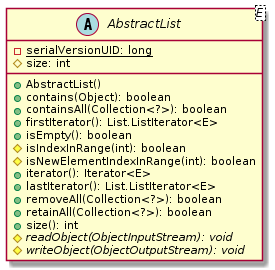 E
A AbstractList
serialVersionUID: long
size: int
AbstractList()
contains(Object): boolean
containsAll(Collection<?>): boolean
firstIterator(): List.ListIterator<E>
isEmpty(): boolean
isIndexInRange(int): boolean
isNewElementIndexInRange(int): boolean
iterator(): Iterator<E>
lastIterator(): List.ListIterator<E>
removeAll(Collection<?>): boolean
retainAll(Collection<?>): boolean
size(): int
readObject(ObjectInputStream): void
writeObject(ObjectOutputStream): void